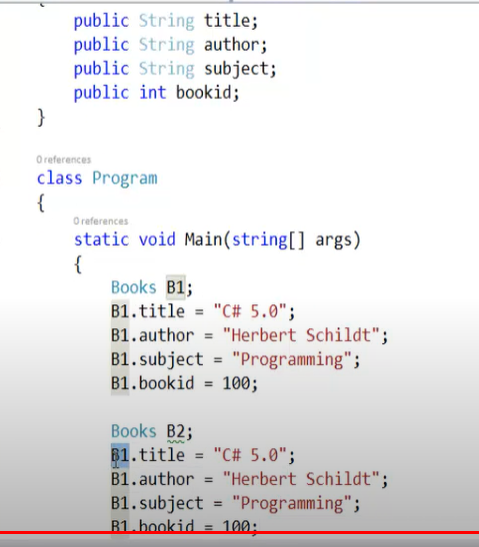 public String title;
public String author;
public String subject;
public int bookid;
}
0 references
class Program
{
0 references
static void Main(string[] args)
{
Books B1;
B1.title = "C# 5.0";
B1.author = "Herbert Schildt";
B1.subject = "Programming";
B1.bookid = 100;
Books B2;
B1.title = "C# 5.0";
B1.author = "Herbert Schildt";
B1.subject = "Programming";
B1.bookid = 100;